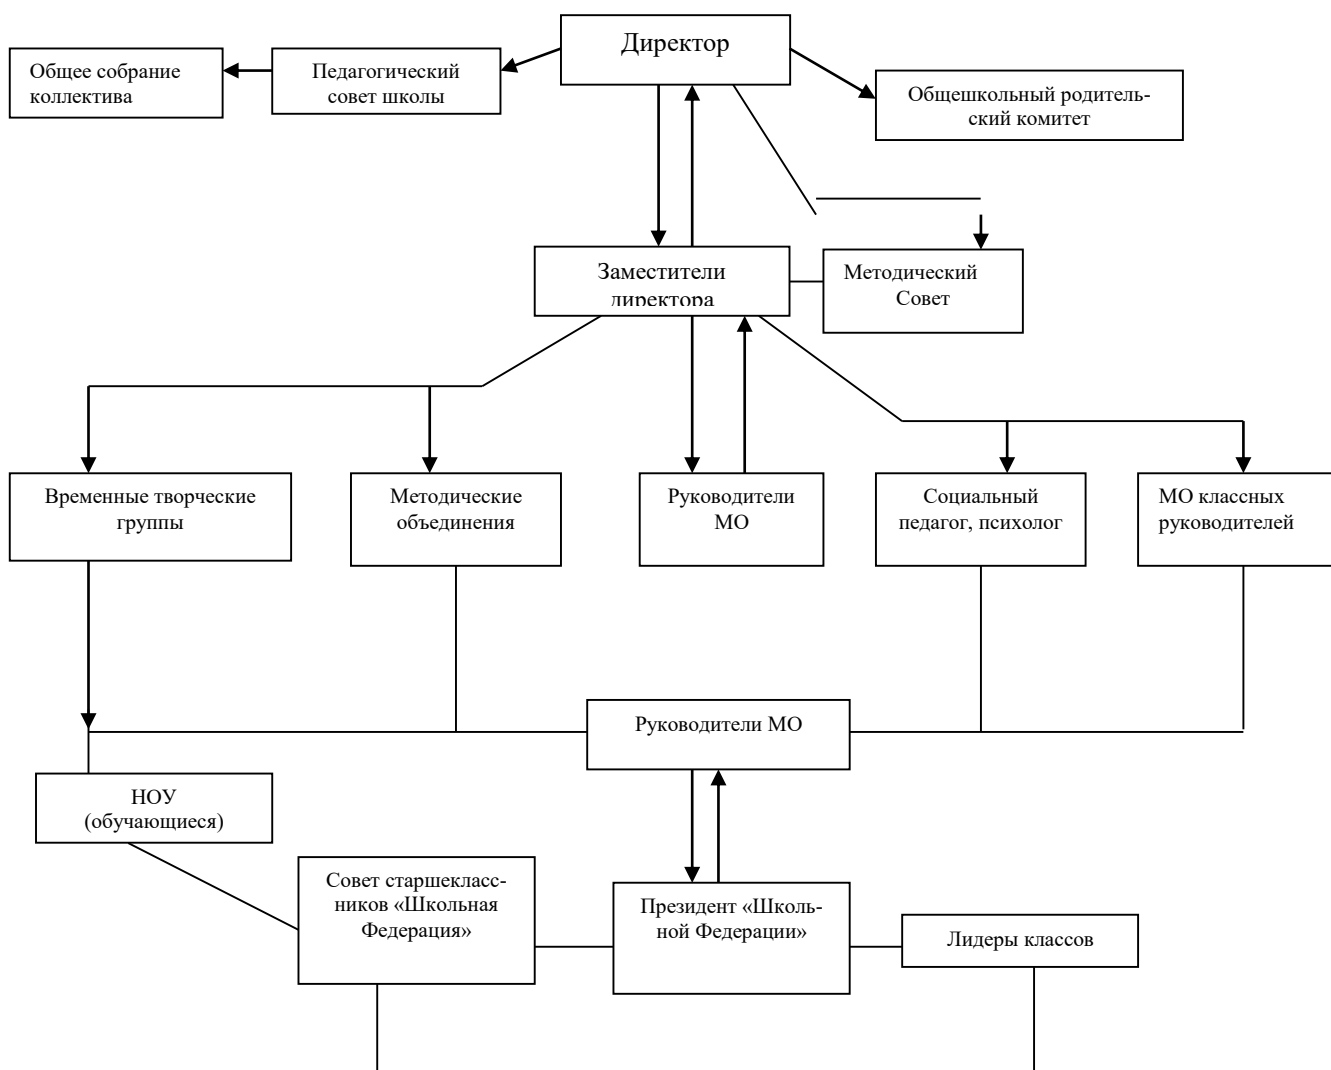 Директор
Общее собрание
коллектива
Педагогический
совет школы
Общешкольный родитель-
ский комитет
Заместители
директора
Методический
Совет
Временные творческие
группы
Методические
объединения
Руководители
МО
Социальный
педагог, психолог
МО классных
руководителей
Руководители МО
НОУ
(обучающиеся)
Совет старшекласс-
ников «Школьная
Федерация»
Президент «Школь-
ной Федерации»
Лидеры классов